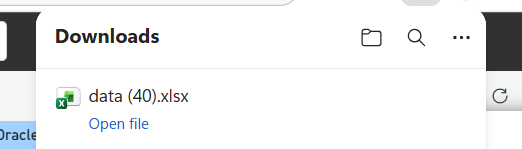 Downloads
data (40).xlsx
Open file
Oracle